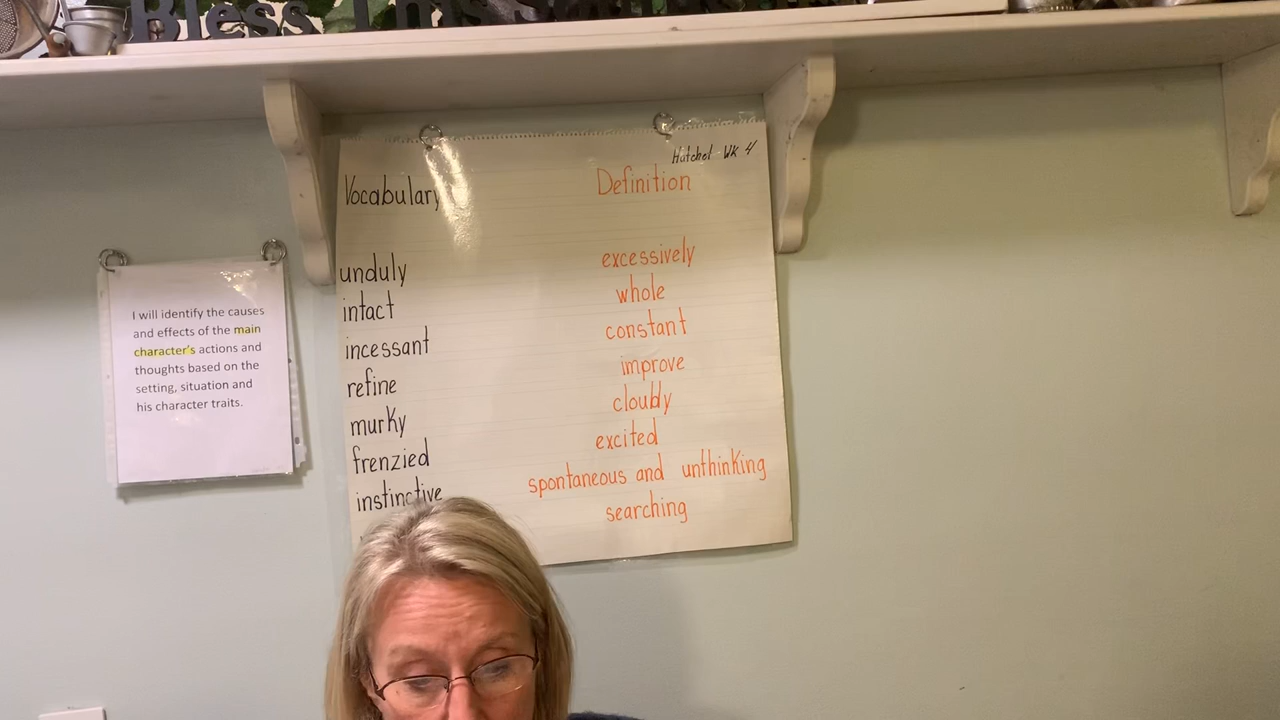 Bless This
Hatchet - WK 4
Vocabulary Definition
unduly excessively
intact whole
incessant constant
refine improve
murky cloudy
frenzied excited
instinctive spontaneous and unthinking
searching
I will identify the causes
and effects of the main
character's actions and
thoughts based on the
setting, situation and
his character traits.